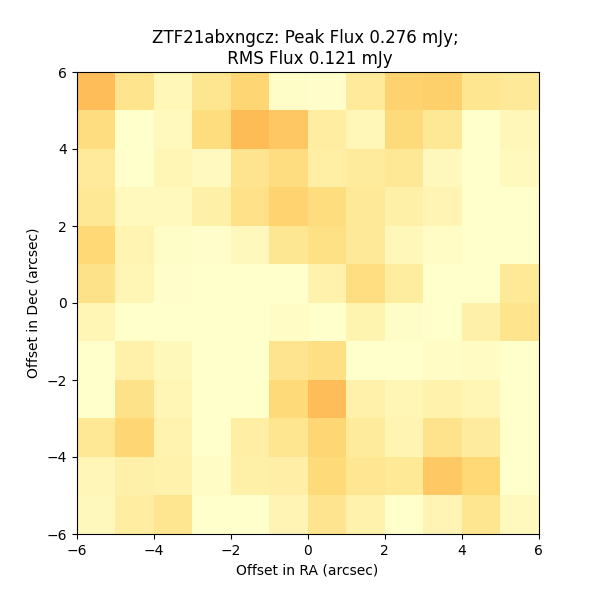 ZTF21abxngcz: Peak Flux 0.276 mJy;
RMS Flux 0.121 mJy
6
4
2
0
−2
−4
−6
Offset in Dec (arcsec)
−6 −4 −2 0 2 4 6
Offset in RA (arcsec)